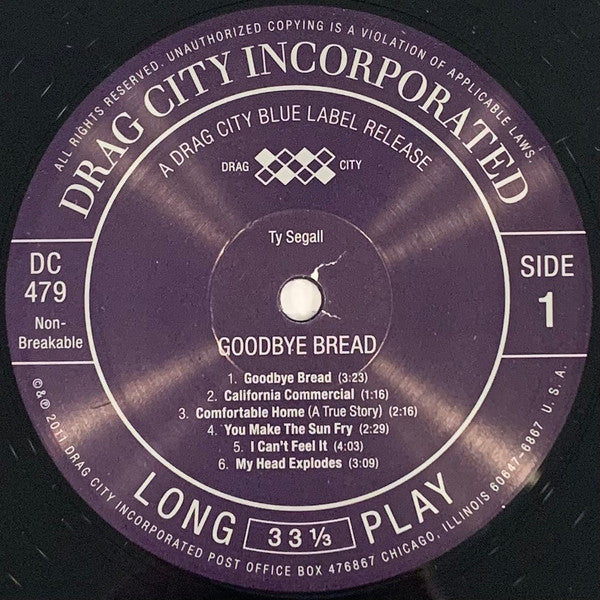 ALL RIGHTS RESERVED. UNAUTHORIZED COPYING IS A VIOLATION OF APPLICABLE LAWS.
DRAG CITY INCORPORATED
A DRAG CITY BLUE LABEL RELEASE
DRAG CITY
Ty Segall
DC
479
Non-
Breakable
SIDE
1
GOODBYE BREAD
1. Goodbye Bread (3:23)
2. California Commercial (1:16)
3. Comfortable Home (A True Story) (2:16)
4. You Make The Sun Fry (2:29)
5. I Can't Feel It (4:03)
6. My Head Explodes (3:09)
LONG PLAY
33 ⅓
©&℗ 2011 DRAG CITY INCORPORATED POST OFFICE BOX 476867 CHICAGO, ILLINOIS 60647-6867 U.S.A.